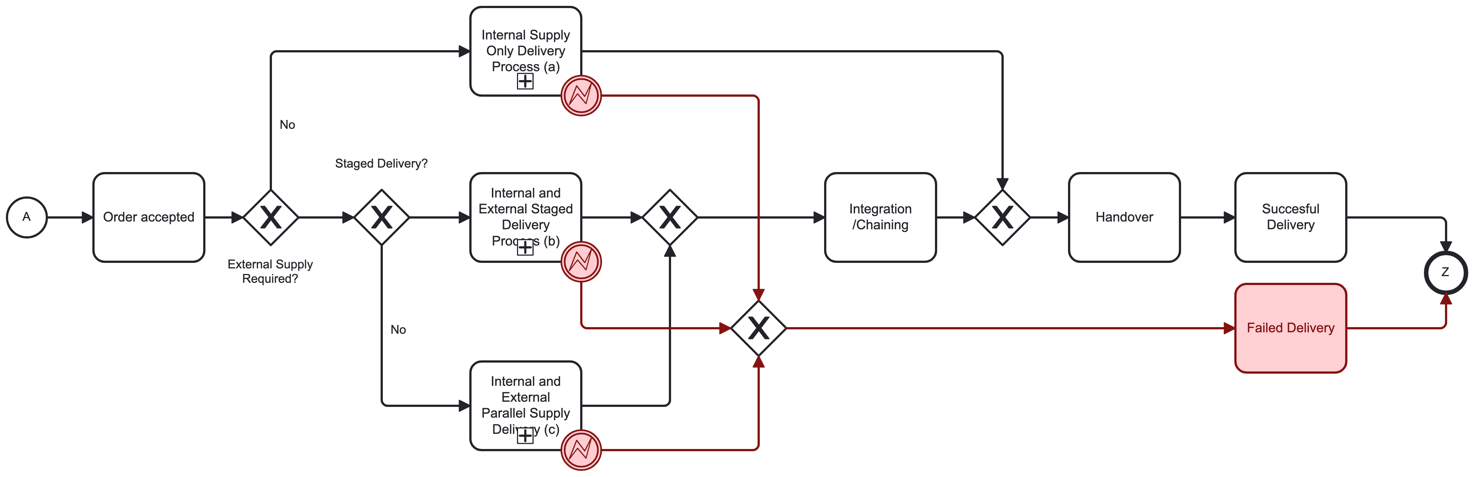 Internal Supply
Only Delivery
Process (a)
No
Staged Delivery?
A
Order accepted
External Supply
Required?
Internal and
External Staged
Delivery
Process (b)
Integration
/Chaining
Handover
Succesful
Delivery
Z
Failed Delivery
No
Internal and
External
Parallel Supply
Delivery (c)